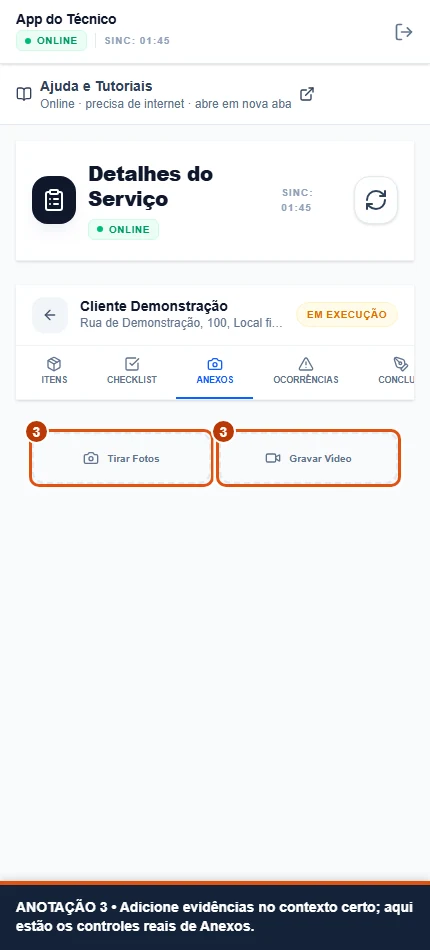 App do Técnico
ONLINE SINC: 01:45
Ajuda e Tutoriais
Online · precisa de internet · abre em nova aba
Detalhes do
Serviço
SINC:
01:45
ONLINE
Cliente Demonstração
Rua de Demonstração, 100, Local fi...
EM EXECUÇÃO
ITENS CHECKLIST ANEXOS OCORRÊNCIAS CONCLU
3 3
Tirar Fotos Gravar Video
ANOTAÇÃO 3 • Adicione evidências no contexto certo; aqui
estão os controles reais de Anexos.